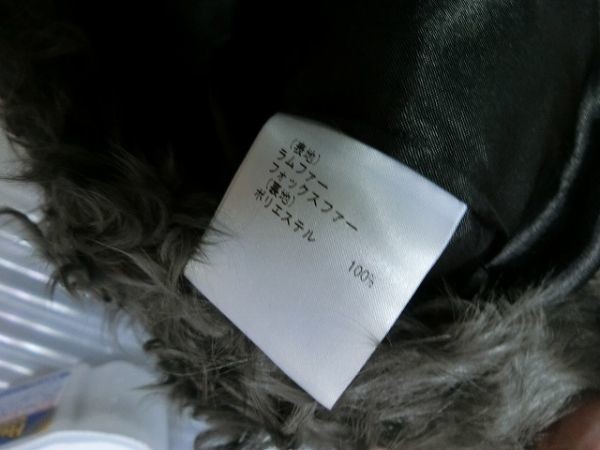 (表地)
ラムファー
フォックスファー
(裏地)
ポリエステル
100%